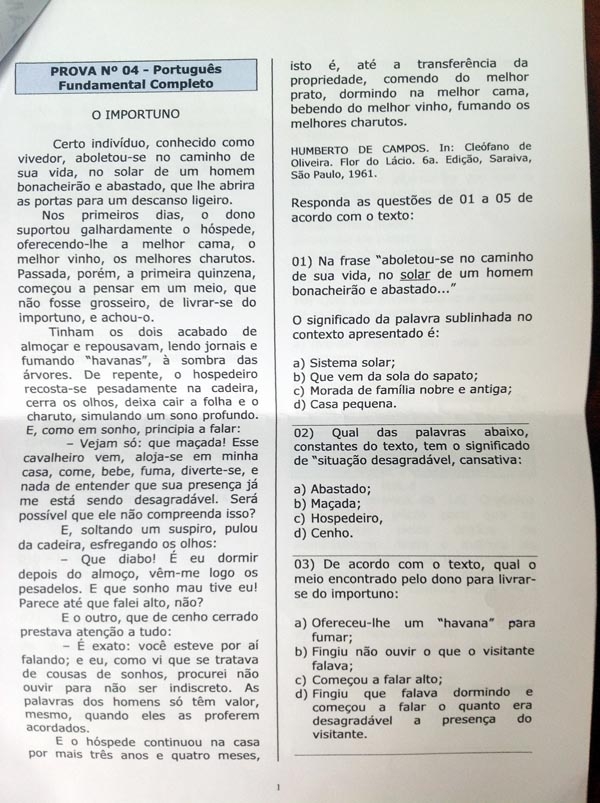 PROVA Nº 04 - Português
Fundamental Completo
O IMPORTUNO
Certo indivíduo, conhecido como
vivedor, aboletou-se no caminho de
sua vida, no solar de um homem
bonacheirão e abastado, que lhe abrira
as portas para um descanso ligeiro.
Nos primeiros dias, o dono
suportou galhardamente o hóspede,
oferecendo-lhe a melhor cama, o
melhor vinho, os melhores charutos.
Passada, porém, a primeira quinzena,
começou a pensar em um meio, que
não fosse grosseiro, de livrar-se do
importuno, e achou-o.
Tinham os dois acabado de
almoçar e repousavam, lendo jornais e
fumando “havanas”, à sombra das
árvores. De repente, o hospedeiro
recosta-se pesadamente na cadeira,
cerra os olhos, deixa cair a folha e o
charuto, simulando um sono profundo.
E, como em sonho, principia a falar:
– Vejam só: que maçada! Esse
cavalheiro vem, aloja-se em minha
casa, come, bebe, fuma, diverte-se, e
nada de entender que sua presença já
me está sendo desagradável. Será
possível que ele não compreenda isso?
E, soltando um suspiro, pulou
da cadeira, esfregando os olhos:
– Que diabo! É eu dormir
depois do almoço, vêm-me logo os
pesadelos. E que sonho mau tive eu!
Parece até que falei alto, não?
E o outro, que de cenho cerrado
prestava atenção a tudo:
– É exato: você esteve por aí
falando; e eu, como vi que se tratava
de cousas de sonhos, procurei não
ouvir para não ser indiscreto. As
palavras dos homens só têm valor,
mesmo, quando eles as proferem
acordados.
E o hóspede continuou na casa
por mais três anos e quatro meses,
isto é, até a transferência da
propriedade, comendo do melhor
prato, dormindo na melhor cama,
bebendo do melhor vinho, fumando os
melhores charutos.
HUMBERTO DE CAMPOS. In: Cleófano de
Oliveira. Flor do Lácio. 6a. Edição, Saraiva,
São Paulo, 1961.
Responda as questões de 01 a 05 de
acordo com o texto:
01) Na frase “aboletou-se no caminho
de sua vida, no solar de um homem
bonacheirão e abastado...”
O significado da palavra sublinhada no
contexto apresentado é:
a) Sistema solar;
b) Que vem da sola do sapato;
c) Morada de família nobre e antiga;
d) Casa pequena.
02) Qual das palavras abaixo,
constantes do texto, tem o significado
de “situação desagradável, cansativa:
a) Abastado;
b) Maçada;
c) Hospedeiro,
d) Cenho.
03) De acordo com o texto, qual o
meio encontrado pelo dono para livrar-
se do importuno:
a) Ofereceu-lhe um “havana” para
fumar;
b) Fingiu não ouvir o que o visitante
falava;
c) Começou a falar alto;
d) Fingiu que falava dormindo e
começou a falar o quanto era
desagradável a presença do
visitante.
1